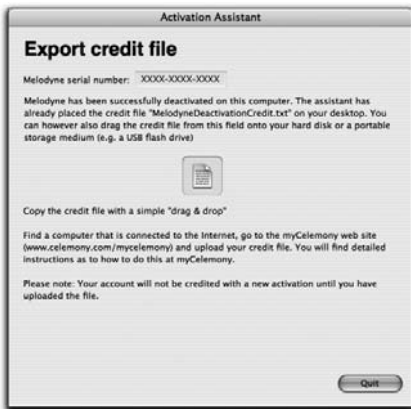 Activation Assistant
Export credit file
Melodyne serial number: XXXX-XXXX-XXXX
Melodyne has been successfully deactivated on this computer. The assistant has
already placed the credit file "MelodyneDeactivationCredit.txt" on your desktop. You
can however also drag the credit file from this field onto your hard disk or a portable
storage medium (e.g. a USB flash drive)
Copy the credit file with a simple "drag & drop"
Find a computer that is connected to the Internet, go to the myCelemony web site
(www.celemony.com/mycelemony) and upload your credit file. You will find detailed
instructions as to how to do this at myCelemony.
Please note: Your account will not be credited with a new activation until you have
uploaded the file.
Quit